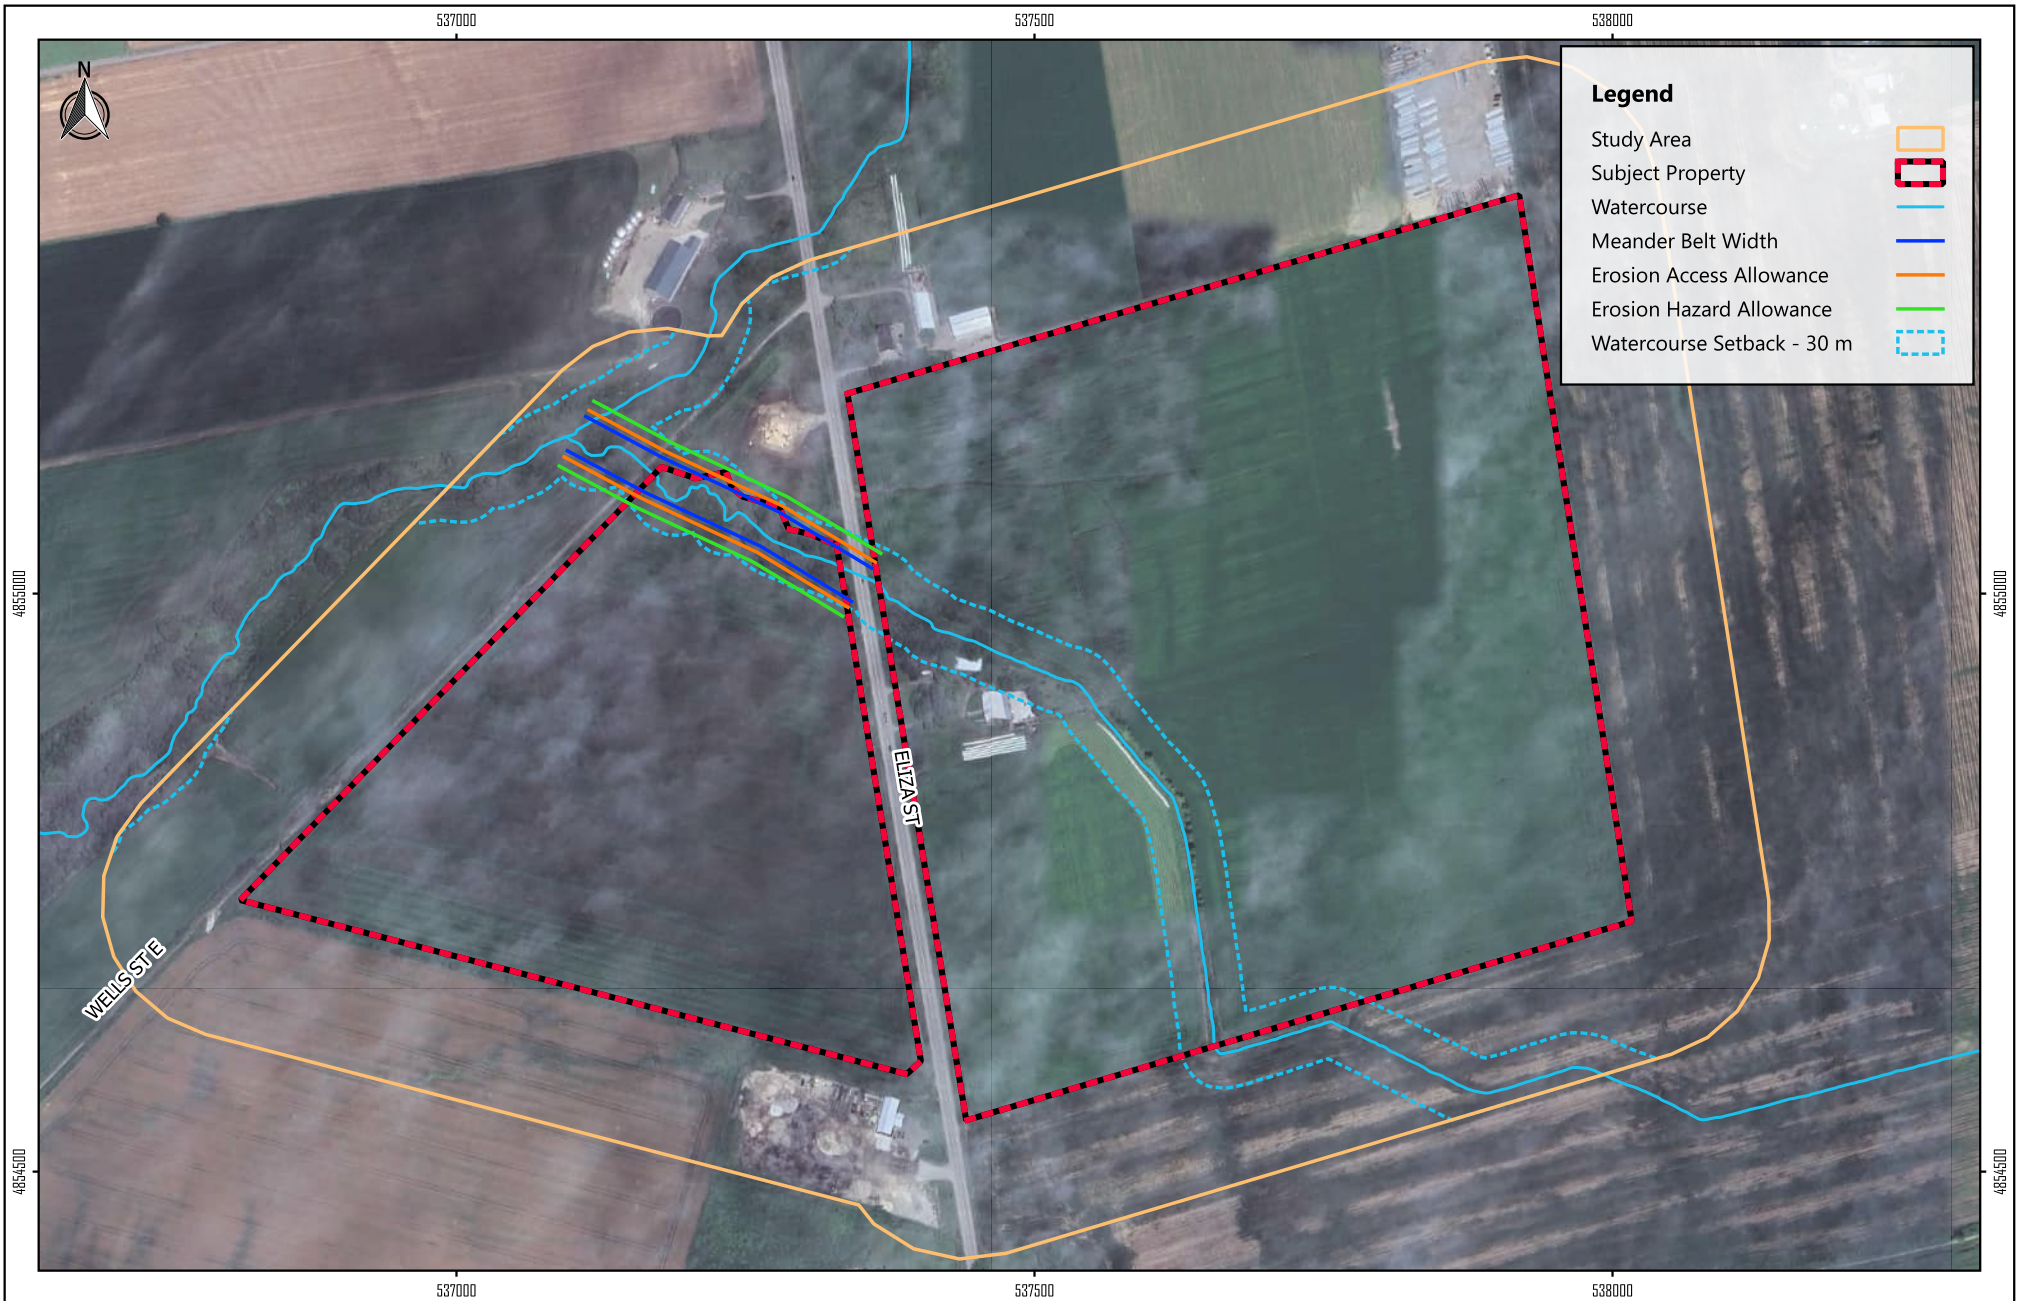 537000 537500 538000
N
Legend
Study Area
Subject Property
Watercourse
Meander Belt Width
Erosion Access Allowance
Erosion Hazard Allowance
Watercourse Setback - 30 m
4855000 4855000
ELIZA ST
WELLS ST E
4854500 4854500
537000 537500 538000